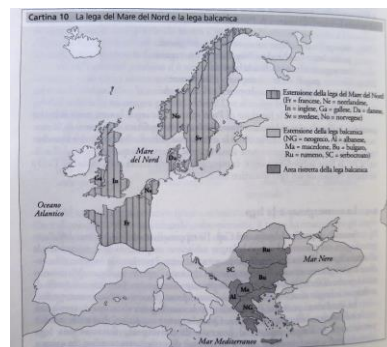 Cartina 10 La lega del Mare del Nord e la lega balcanica
Estensione della lega del Mare del Nord
(Fr = francese, Ne = neerlandese,
In = inglese, Ga = gallese, Da = danese,
Sv = svedese, No = norvegese)
Estensione della lega balcanica
(NG = neogreco, Al = albanese,
Ma = macedone, Bu = bulgaro,
Ru = rumeno, SC = serbocroato)
Area ristretta della lega balcanica
No
Sv
Mare
del Nord
Da
Ga
In
Ne
Oceano
Atlantico
Fr
Ru
SC
Mar Nero
Bu
Ma
Al
NG
Mar Mediterraneo